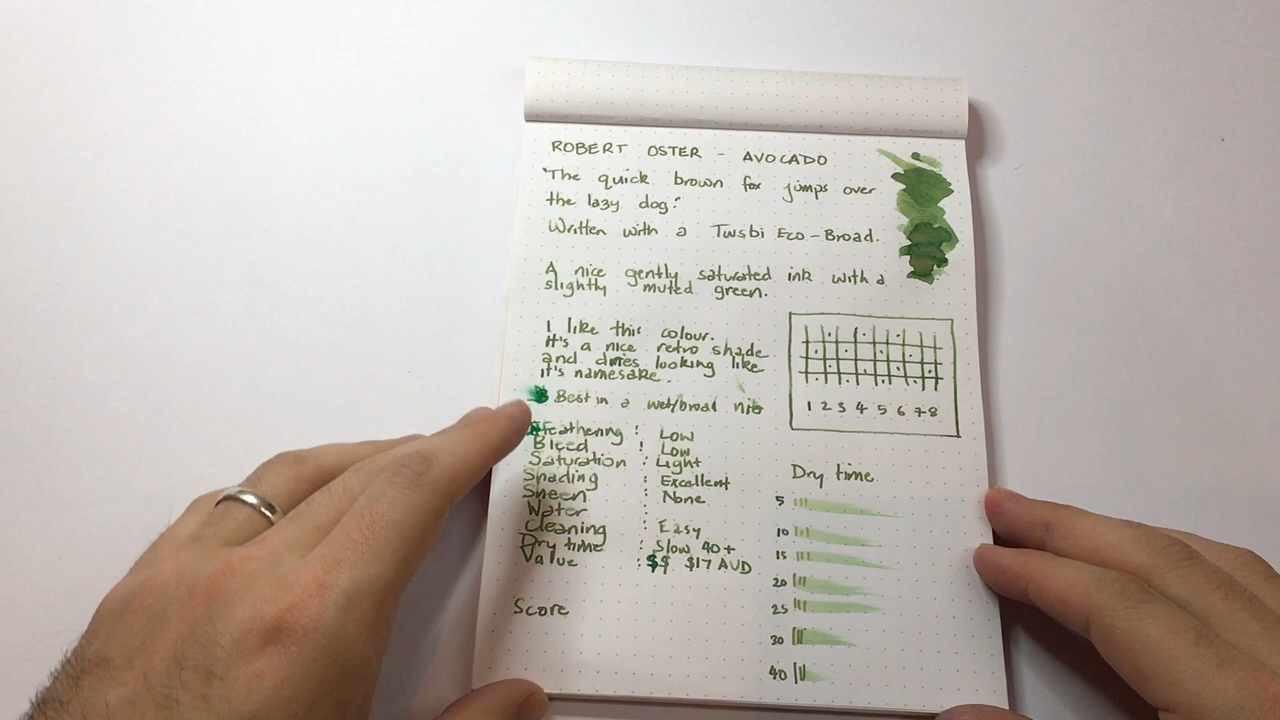 ROBERT OSTER - AVOCADO
"The quick brown fox jumps over
the lazy dog."
Written with a Twsbi Eco-Broad.
A nice gently saturated ink with a
slightly muted green.
I like this colour.
It's a nice retro shade
and dries looking like
it's namesake.
Best in a wet/broad nib
1 2 3 4 5 6 7 8
Feathering : Low
Bleed : Low
Saturation : Light
Shading : Excellent
Sheen : None
Water :
Cleaning : Easy
Dry time : Slow 40+
Value : $$ $17 AUD
Score
Dry time
5
10
15
20
25
30
40